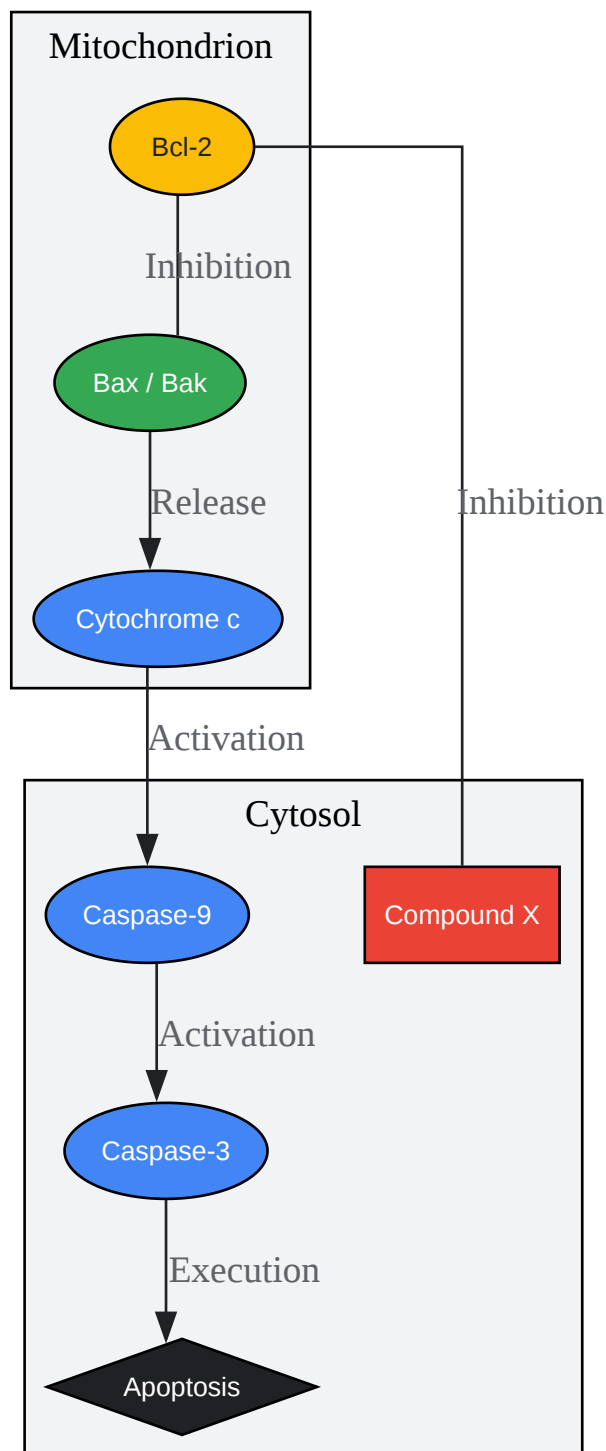 Mitochondrion
Bcl-2
Inhibition
Bax / Bak
Release
Inhibition
Cytochrome c
Activation
Cytosol
Caspase-9
Compound X
Activation
Caspase-3
Execution
Apoptosis